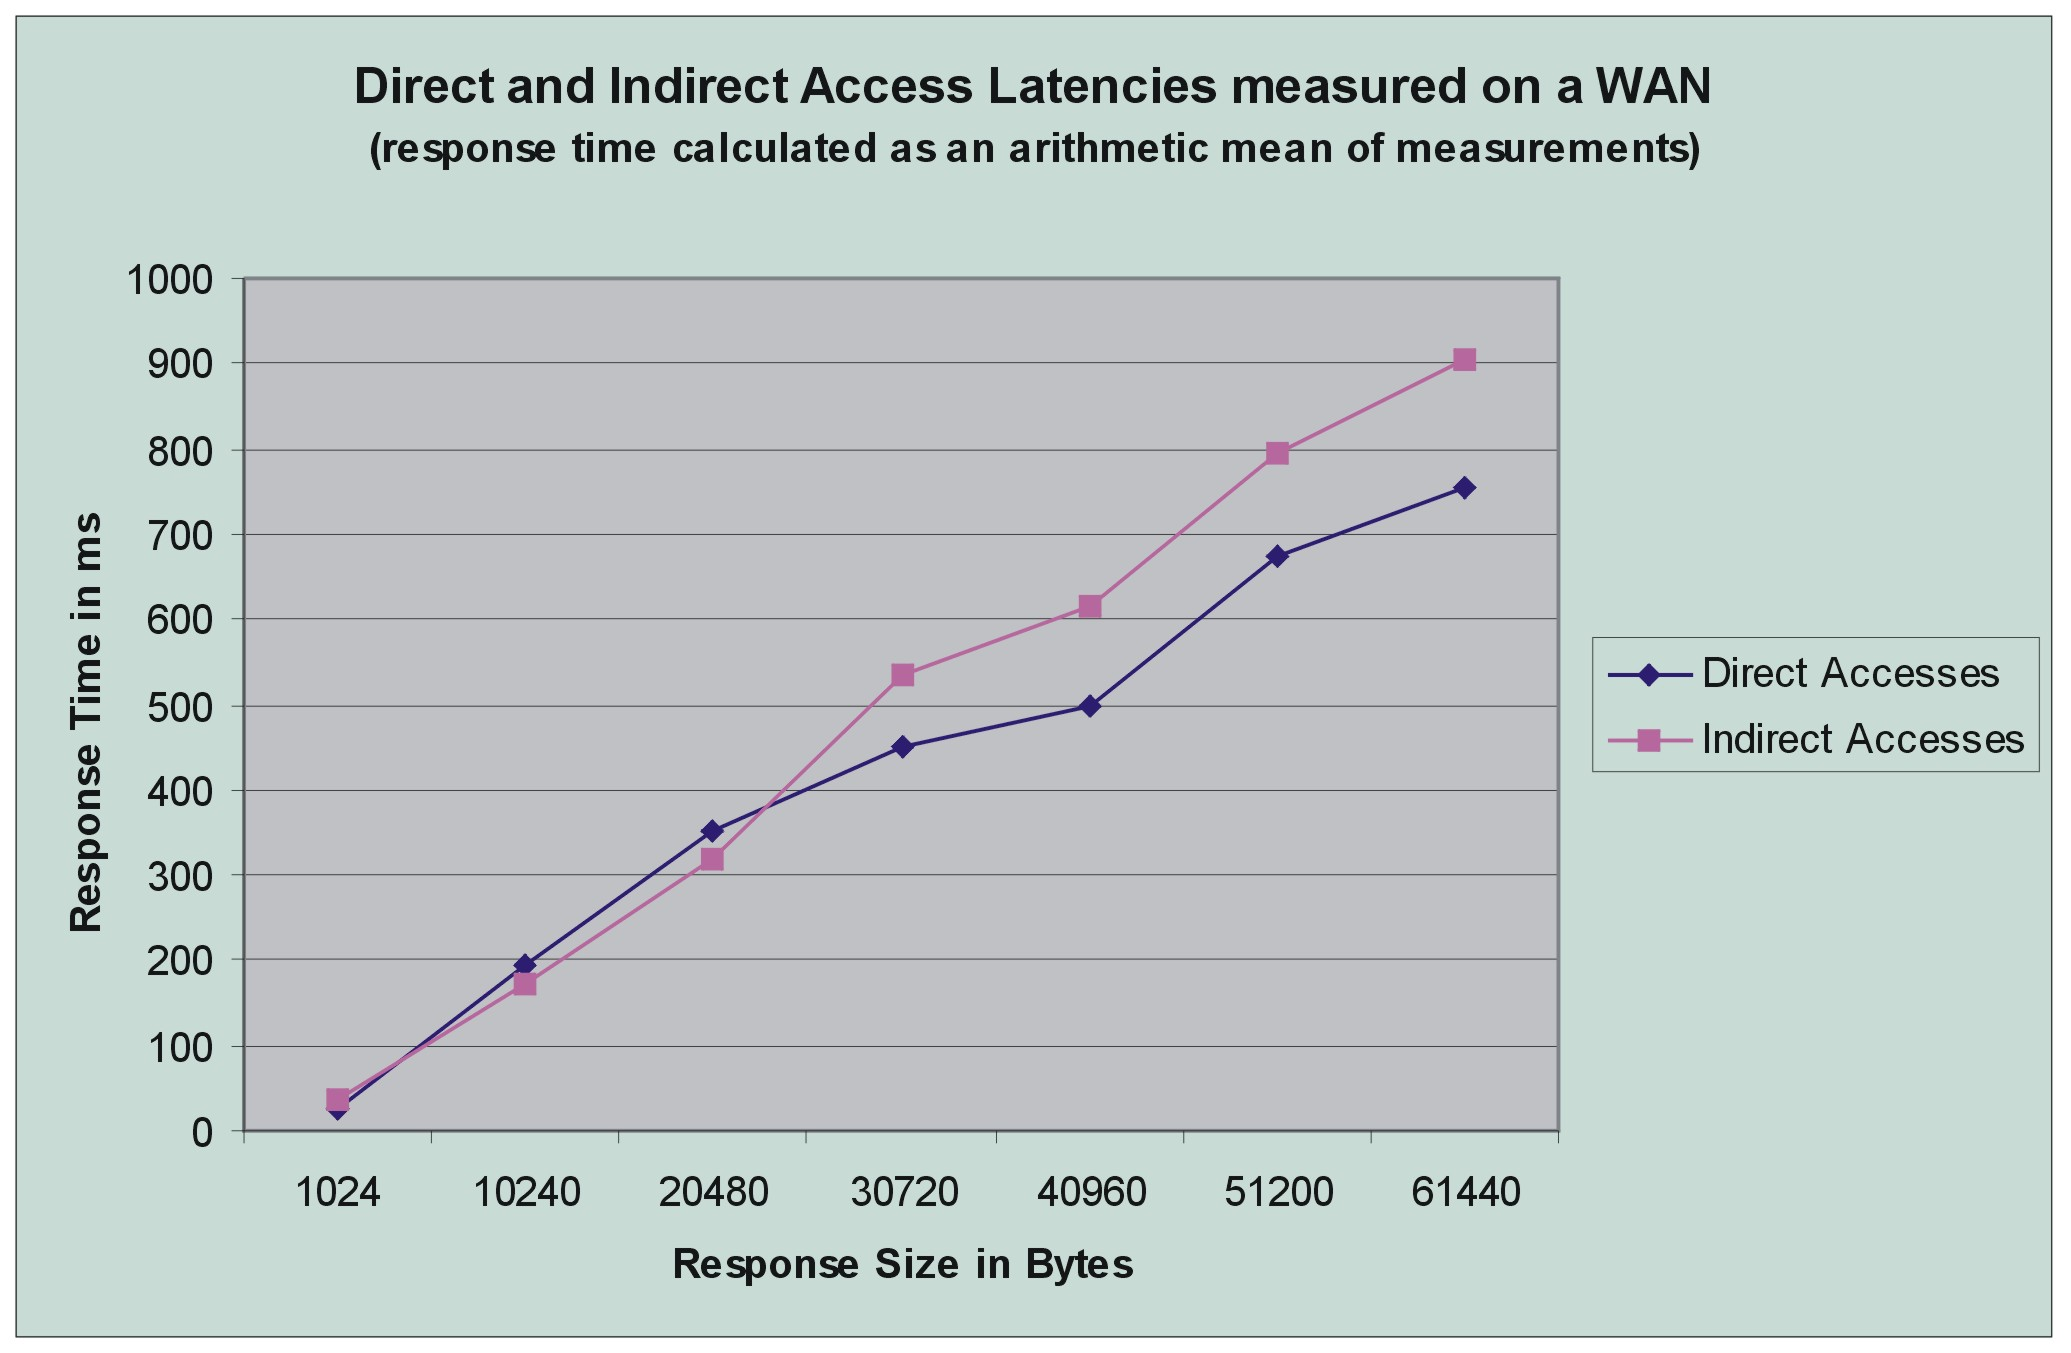 Direct and Indirect Access Latencies measured on a WAN
(response time calculated as an arithmetic mean of measurements)
1000
900
800
700
600
500
400
300
200
100
0
Response Time in ms
1024 10240 20480 30720 40960 51200 61440
Response Size in Bytes
Direct Accesses
Indirect Accesses